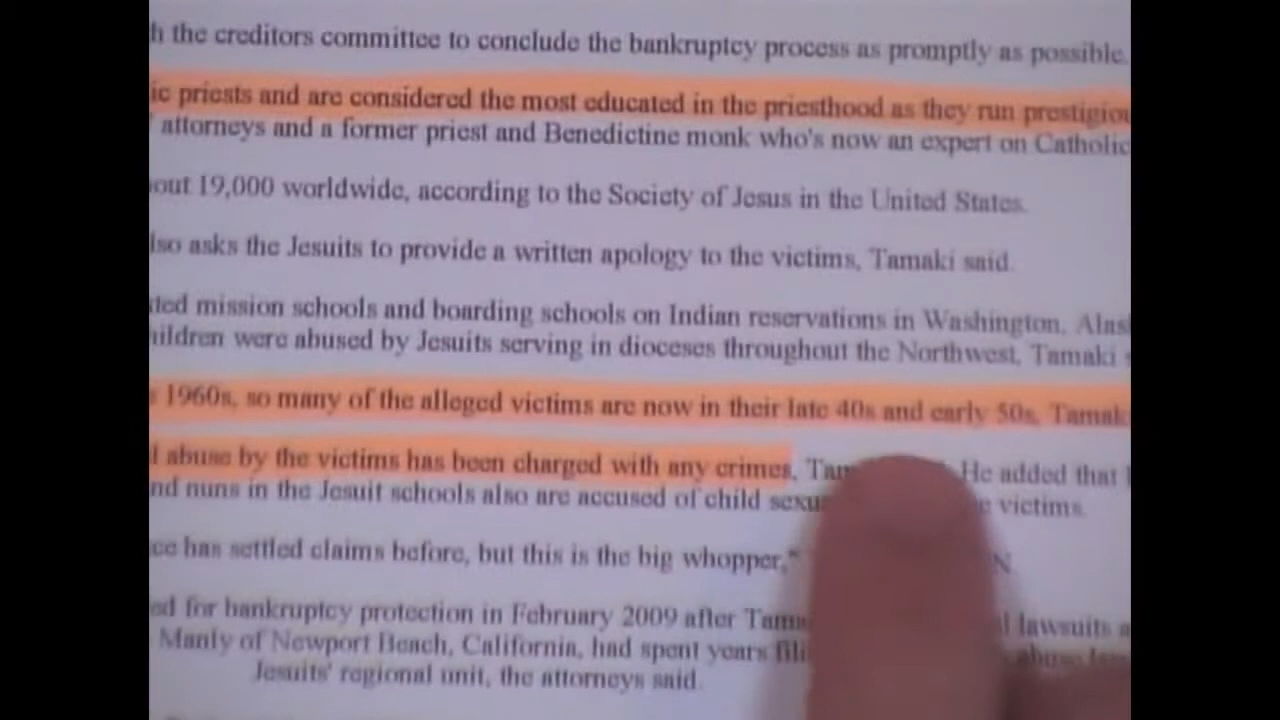 the creditors committee to conclude the bankruptcy process as promptly as possible.
ic priests and are considered the most educated in the priesthood as they run
attorneys and a former priest and Benedictine monk who's now an expert on Catholic
out 19,000 worldwide, according to the Society of Jesus in the United States.
lso asks the Jesuits to provide a written apology to the victims, Tamaki said.
ted mission schools and boarding schools on Indian reservations in Washington,
were abused by Jesuits serving in dioceses throughout the Northwest, Tamaki
1960s, so many of the alleged victims are now in their late 40s and early 50s,
abuse by the victims has been charged with any crimes, He added that
nd nuns in the Jesuit schools also are accused of child victims.
ce has settled claims before, but this is the big whopper,"
ed for bankruptcy protection in February 2009 after lawsuits
Manly of Newport Beach, California, had spent years
Jesuits' regional unit, the attorneys said.